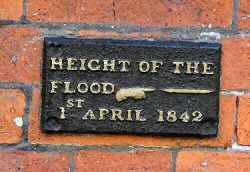 HEIGHT OF THE
FLOOD
1ST APRIL 1842